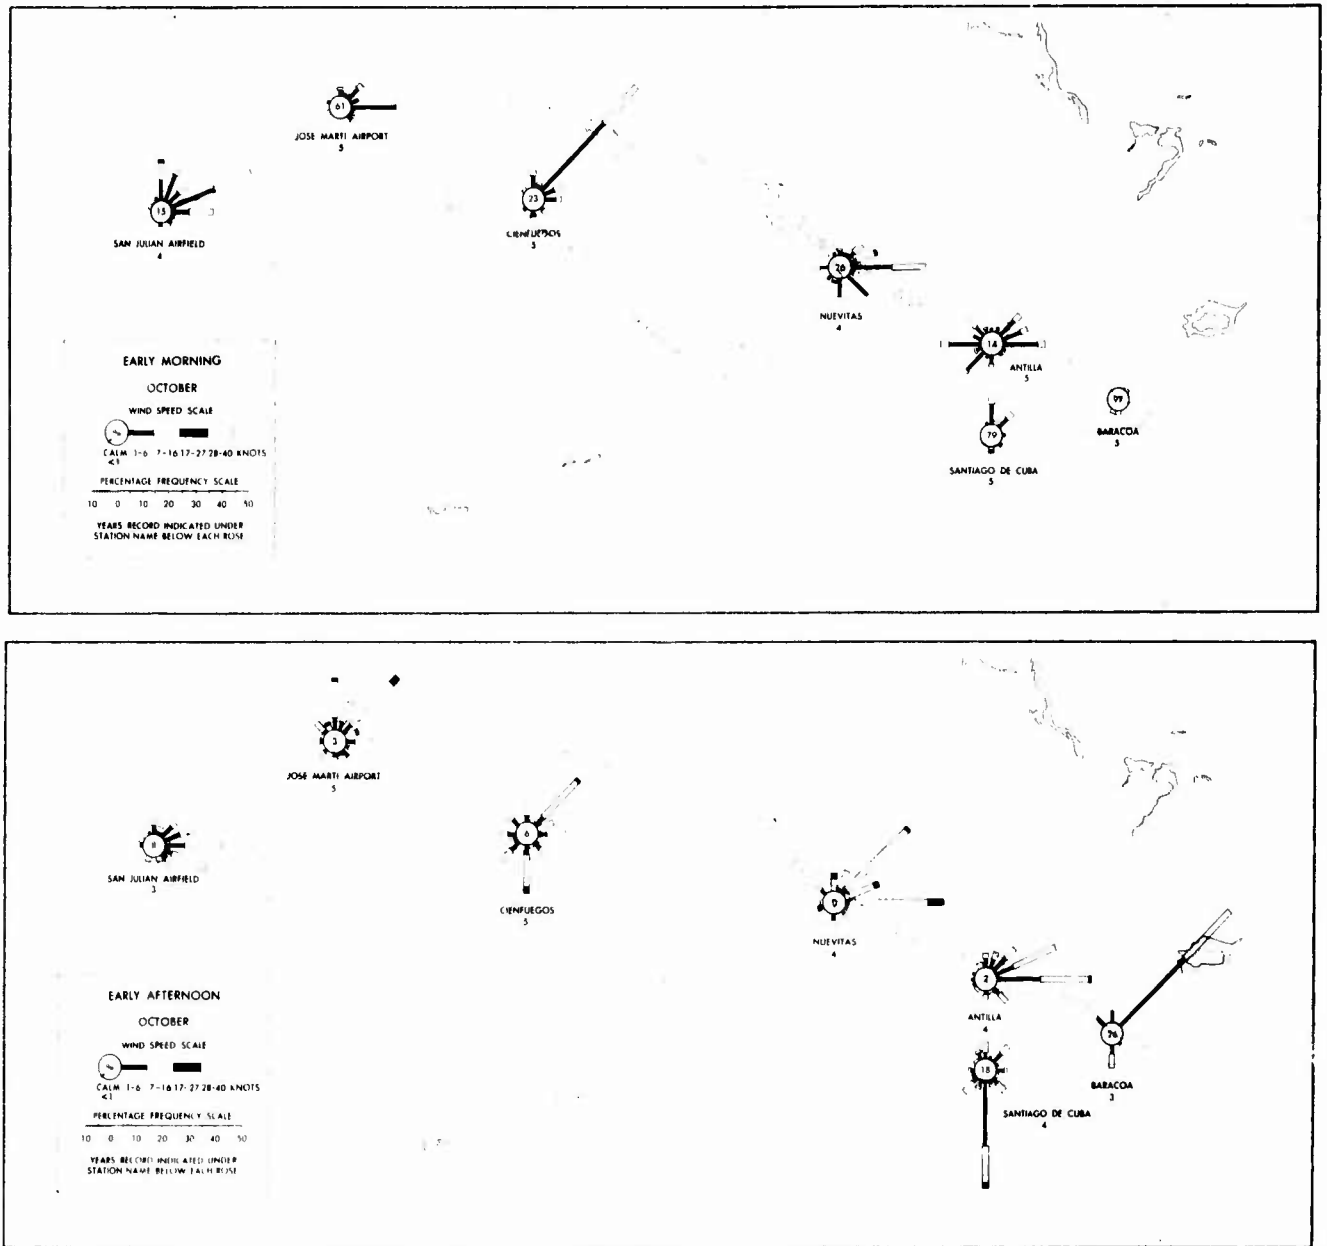 61
JOSE MARTI AIRPORT
5
15
SAN JULIAN AIRFIELD
4
23
CIENFUEGOS
5
26
NUEVITAS
4
14
ANTILLA
5
99
BARACOA
3
79
SANTIAGO DE CUBA
5
EARLY MORNING
OCTOBER
WIND SPEED SCALE
%
CALM 1-6 7-16 17-27 28-40 KNOTS
<1
PERCENTAGE FREQUENCY SCALE
10 0 10 20 30 40 50
YEARS RECORD INDICATED UNDER
STATION NAME BELOW EACH ROSE
3
JOSE MARTI AIRPORT
5
SAN JULIAN AIRFIELD
3
6
CIENFUEGOS
5
NUEVITAS
4
2
ANTILLA
4
26
BARACOA
3
18
SANTIAGO DE CUBA
4
EARLY AFTERNOON
OCTOBER
WIND SPEED SCALE
%
CALM 1-6 7-16 17-27 28-40 KNOTS
<1
PERCENTAGE FREQUENCY SCALE
10 0 10 20 30 40 50
YEARS RECORD INDICATED UNDER
STATION NAME BELOW EACH ROSE